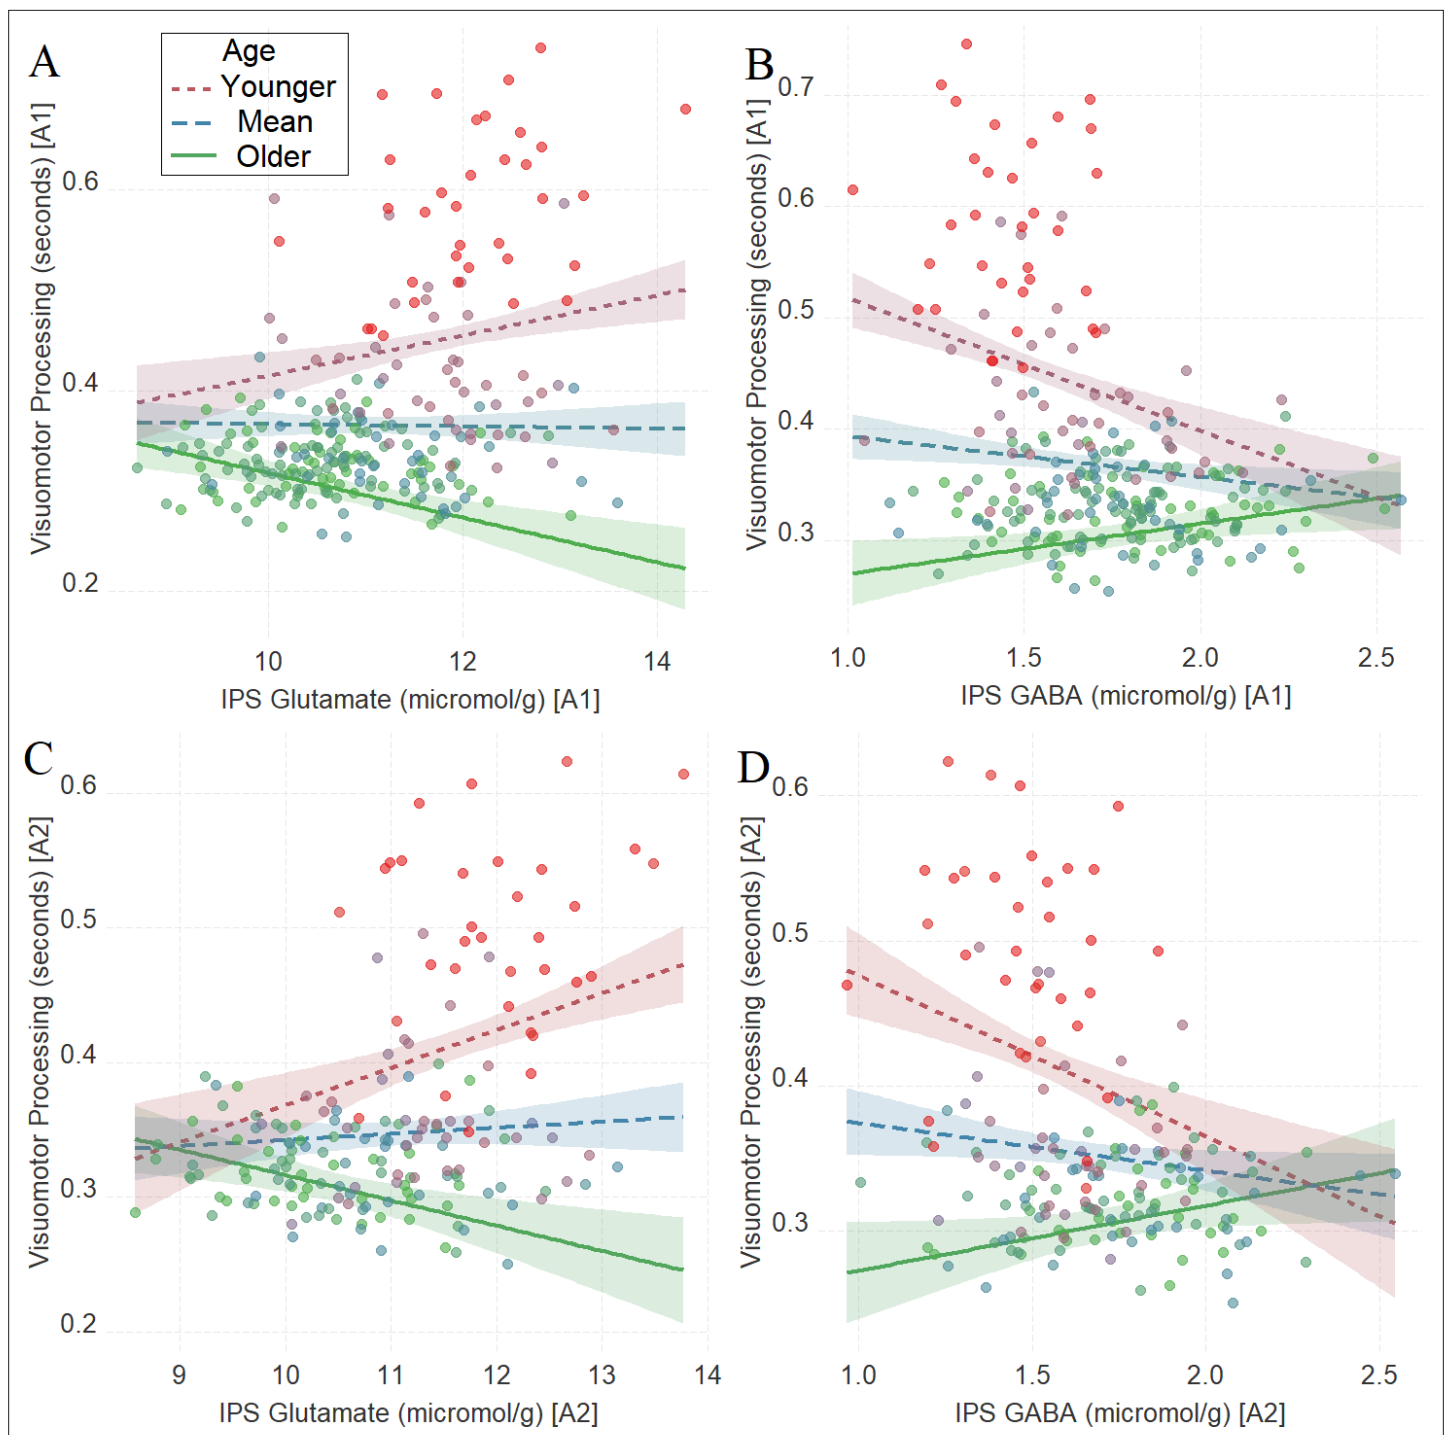 A
Age
Younger
Mean
Older
Visuomotor Processing (seconds) [A1]
0.6
0.4
0.2
10
12
14
IPS Glutamate (micromol/g) [A1]
B
Visuomotor Processing (seconds) [A1]
0.7
0.6
0.5
0.4
0.3
1.0
1.5
2.0
2.5
IPS GABA (micromol/g) [A1]
C
Visuomotor Processing (seconds) [A2]
0.6
0.5
0.4
0.3
0.2
9
10
11
12
13
14
IPS Glutamate (micromol/g) [A2]
D
Visuomotor Processing (seconds) [A2]
0.6
0.5
0.4
0.3
1.0
1.5
2.0
2.5
IPS GABA (micromol/g) [A2]